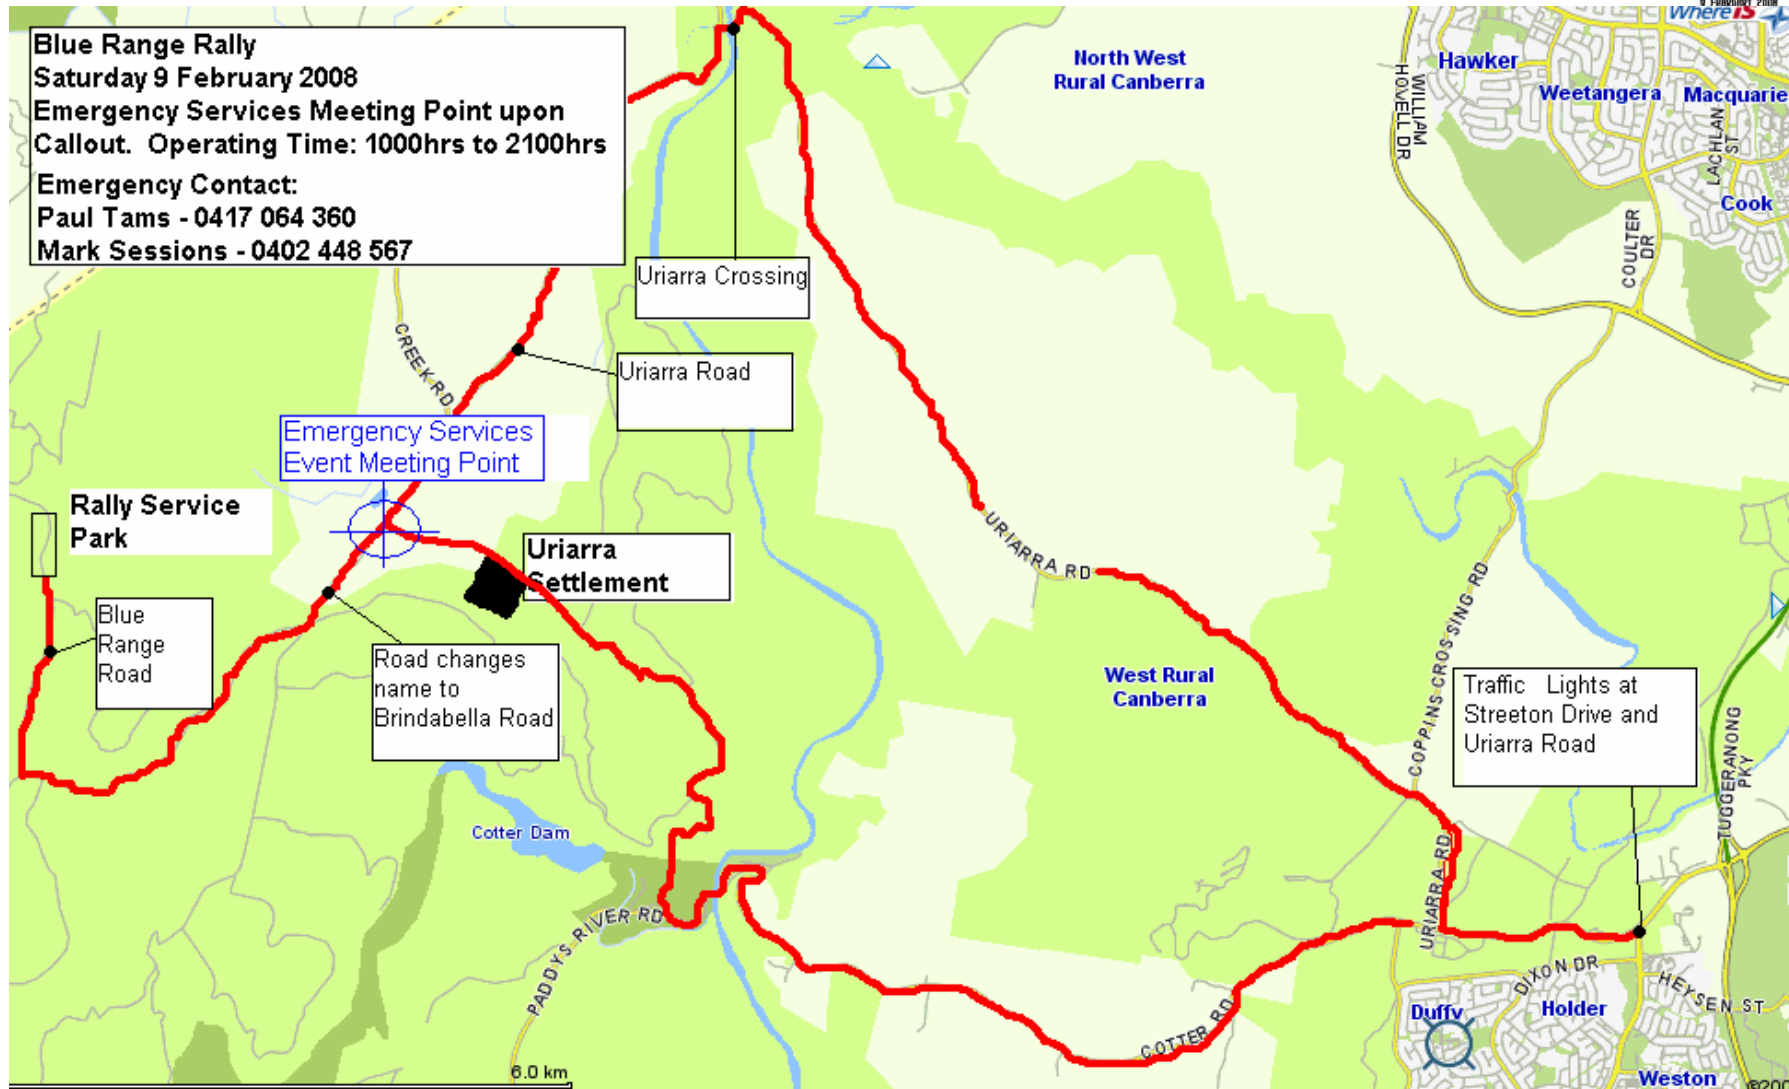 Blue Range Rally
Saturday 9 February 2008
Emergency Services Meeting Point upon
Callout.  Operating Time: 1000hrs to 2100hrs
Emergency Contact:
Paul Tams - 0417 064 360
Mark Sessions - 0402 448 567
Where is
North West
Rural Canberra
Hawker
Weetangera
Macquarie
WILLIAM
HOVELL DR
LACHLAN
ST
Cook
COULTER
DR
Uriarra Crossing
Uriarra Road
CREEK RD
Emergency Services
Event Meeting Point
Rally Service
Park
Uriarra
Settlement
URIARRA RD
Blue
Range
Road
Road changes
name to
Brindabella Road
West Rural
Canberra
COPPINS CROSSING RD
Traffic   Lights at
Streeton Drive and
Uriarra Road
TUGGERANONG
PKY
Cotter Dam
URIARRA RD
PADDYS RIVER RD
DIXON DR
HEYSEN ST
Duffy
Holder
COTTER RD
Weston
6.0 km